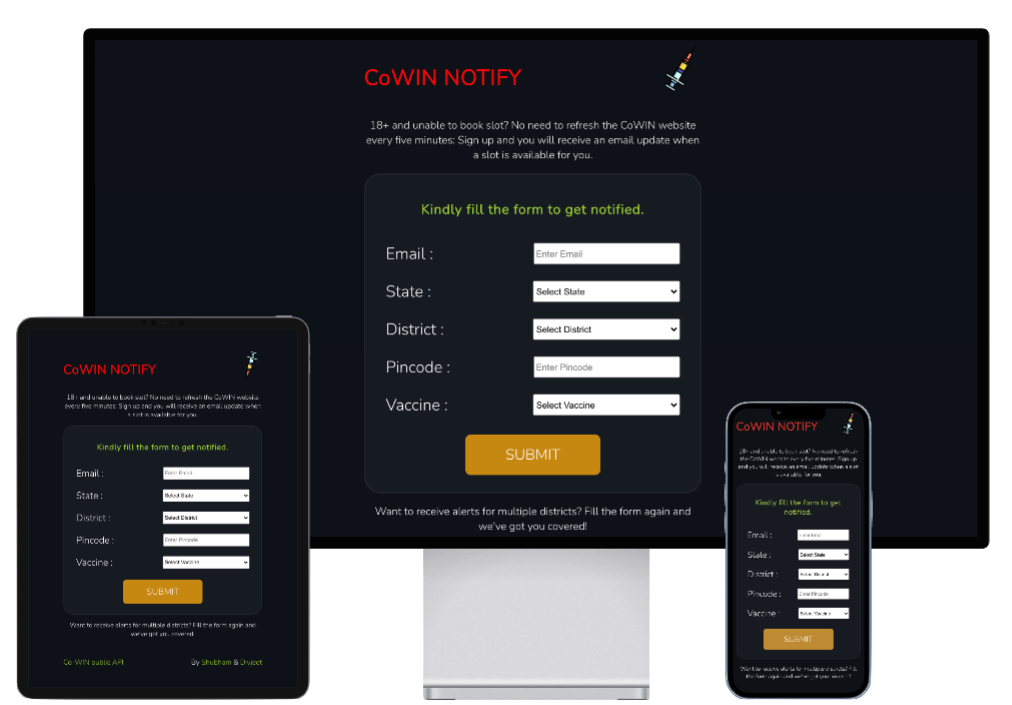 CoWIN NOTIFY
18+ and unable to book slot? No need to refresh the CoWIN website
every five minutes: Sign up and you will receive an email update when
a slot is available for you.
Kindly fill the form to get notified.
Email :
Enter Email
State :
Select State
District :
Select District
Pincode :
Enter Pincode
Vaccine :
Select Vaccine
SUBMIT
Want to receive alerts for multiple districts? Fill the form again and
we've got you covered!
CoWIN NOTIFY
18+ and unable to book slot? No need to refresh the CoWIN website
every five minutes: Sign up and you will receive an email update when
a slot is available for you.
Kindly fill the form to get notified.
Email :
Enter Email
State :
Select State
District :
Select District
Pincode :
Enter Pincode
Vaccine :
Select Vaccine
SUBMIT
Want to receive alerts for multiple districts? Fill the form again and
we've got you covered!
Co-WIN public API
By Shubham & Divjeet
CoWIN NOTIFY
18+ and unable to book slot? No need to refresh
the CoWIN website every five minutes: Sign up
and you will receive an email update when a slot
is available for you.
Kindly fill the form to get
notified.
Email :
Enter Email
State :
Select State
District :
Select District
Pincode :
Enter Pincode
Vaccine :
Select Vaccine
SUBMIT
Want to receive alerts for multiple districts? Fill
the form again and we've got you covered!